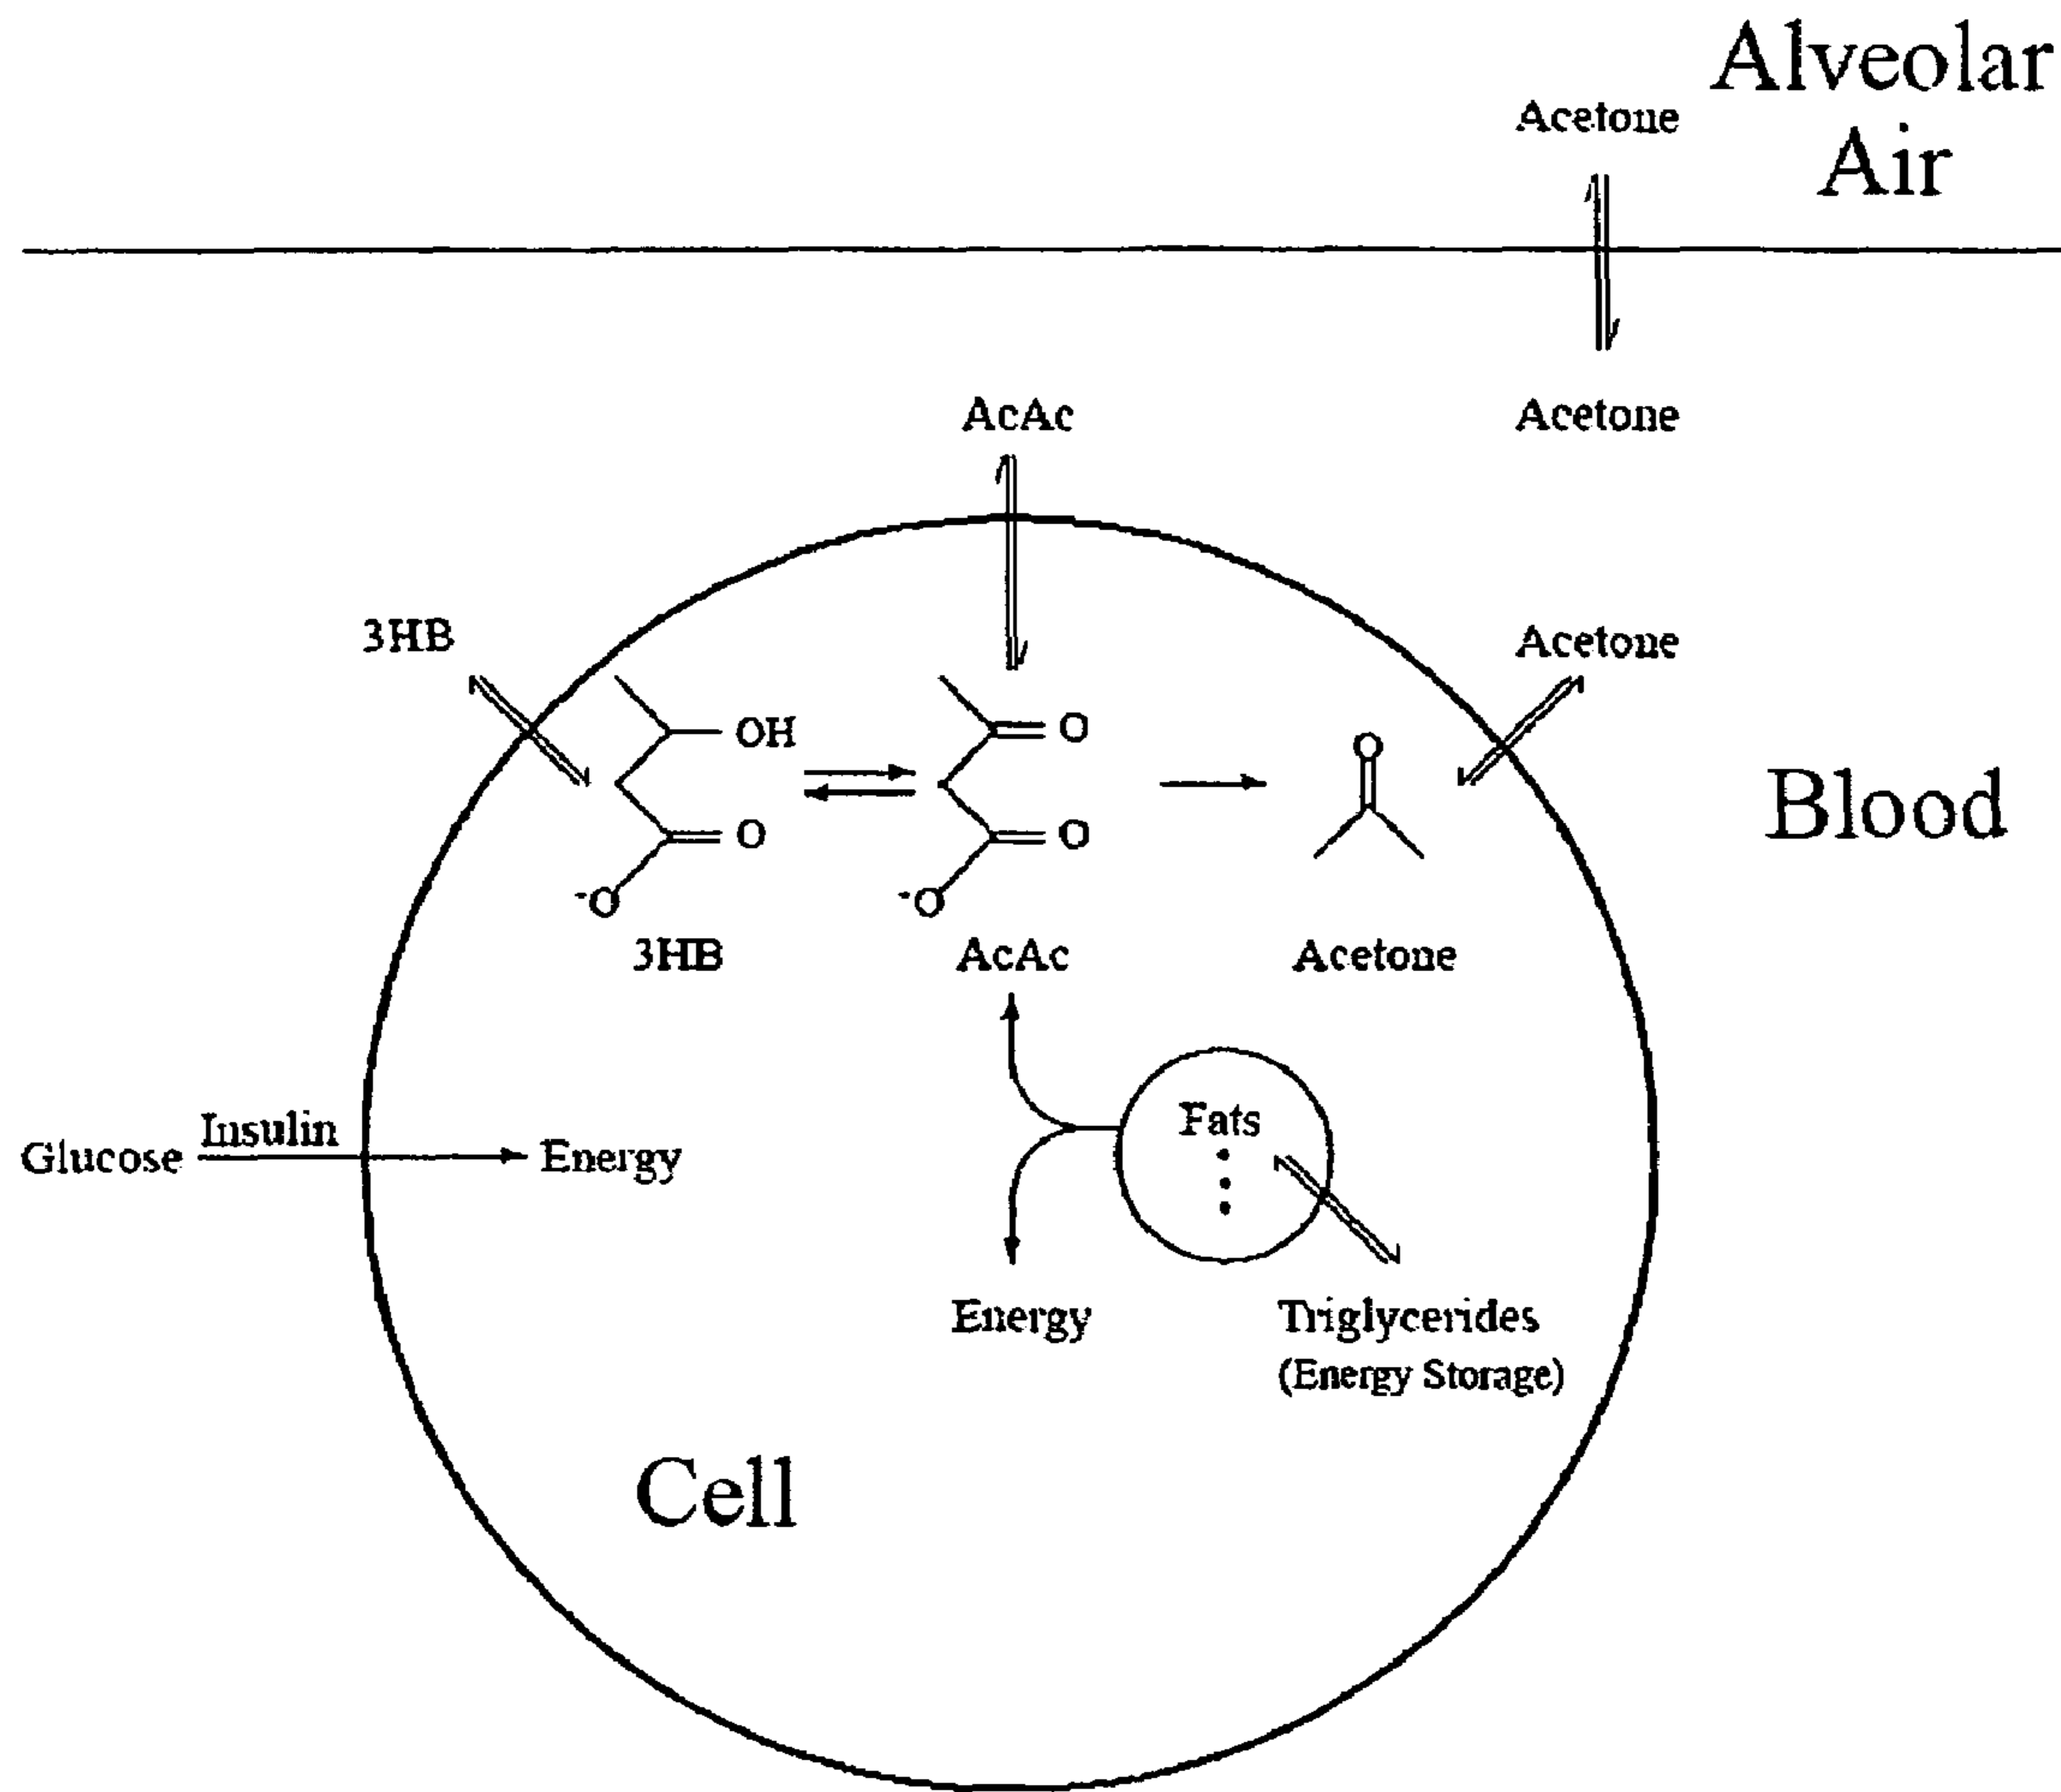 Alveolar
Air
Acetone
AcAc
Acetone
3HB
Acetone
OH
O
O
O
O
-O
-O
Blood
3HB
AcAc
Acetone
Glucose
Insulin
Energy
Fats
Energy
Triglycerides
(Energy Storage)
Cell